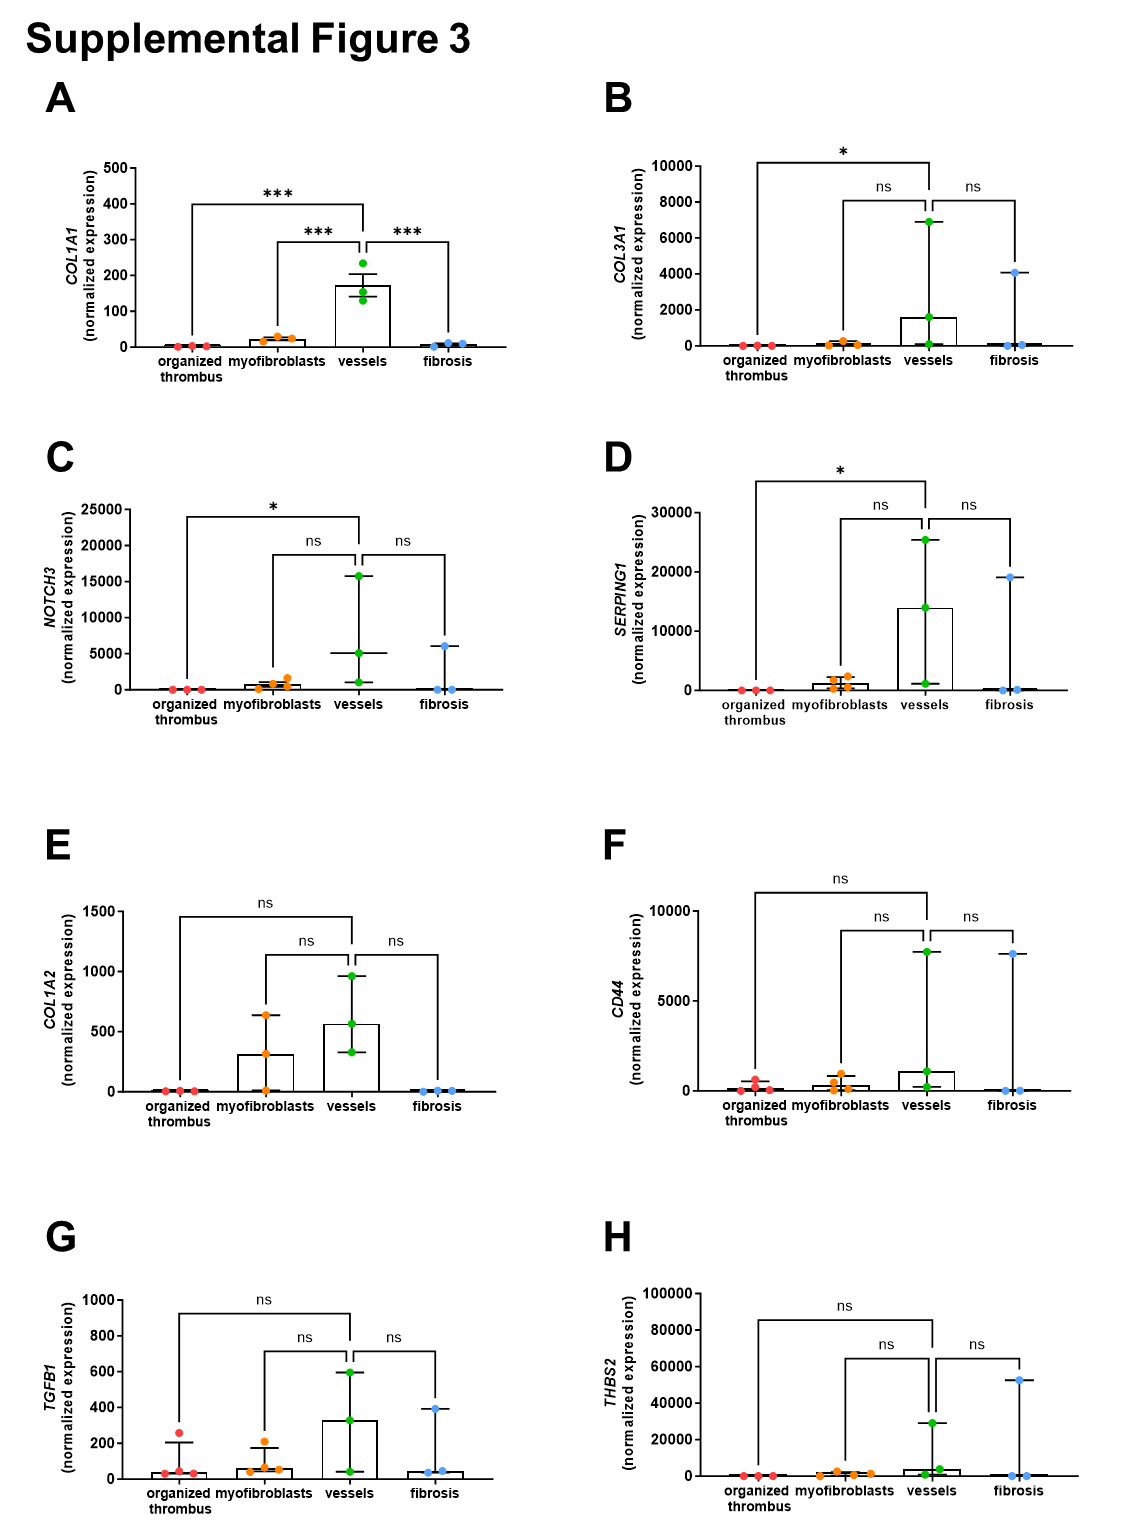 Supplemental Figure 3
A
COL1A1
(normalized expression)
500
400
300
200
100
0
***
***
***
organized
thrombus
myofibroblasts
vessels
fibrosis
B
COL3A1
(normalized expression)
10000
8000
6000
4000
2000
0
*
ns
ns
organized
thrombus
myofibroblasts
vessels
fibrosis
C
NOTCH3
(normalized expression)
25000
20000
15000
10000
5000
0
*
ns
ns
organized
thrombus
myofibroblasts
vessels
fibrosis
D
SERPING1
(normalized expression)
30000
20000
10000
0
*
ns
ns
organized
thrombus
myofibroblasts
vessels
fibrosis
E
COL1A2
(normalized expression)
1500
1000
500
0
ns
ns
ns
organized
thrombus
myofibroblasts
vessels
fibrosis
F
CD44
(normalized expression)
10000
5000
0
ns
ns
ns
organized
thrombus
myofibroblasts
vessels
fibrosis
G
TGFB1
(normalized expression)
1000
800
600
400
200
0
ns
ns
ns
organized
thrombus
myofibroblasts
vessels
fibrosis
H
THBS2
(normalized expression)
100000
80000
60000
40000
20000
0
ns
ns
ns
organized
thrombus
myofibroblasts
vessels
fibrosis